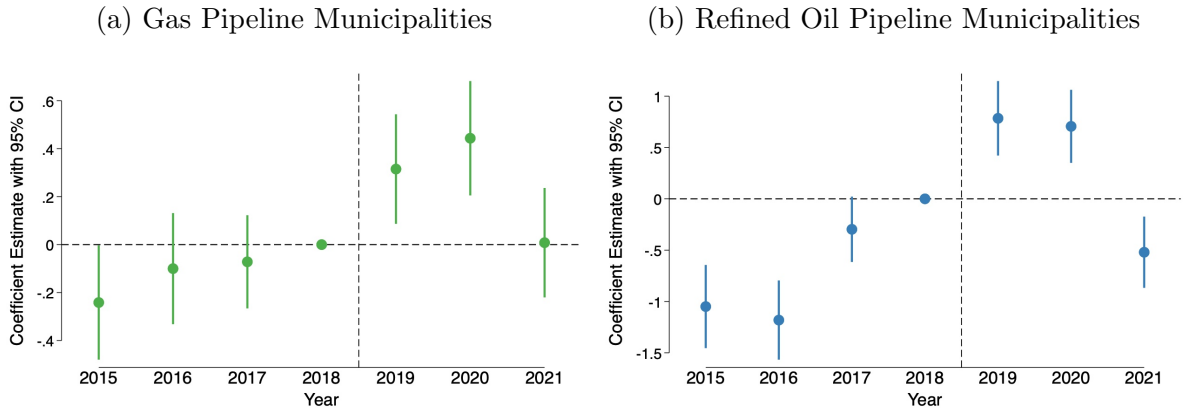 (a) Gas Pipeline Municipalities
Coefficient Estimate with 95% CI
.6
.4
.2
0
-.2
-.4
2015 2016 2017 2018 2019 2020 2021
Year
(b) Refined Oil Pipeline Municipalities
Coefficient Estimate with 95% CI
1
.5
0
-.5
-1
-1.5
2015 2016 2017 2018 2019 2020 2021
Year